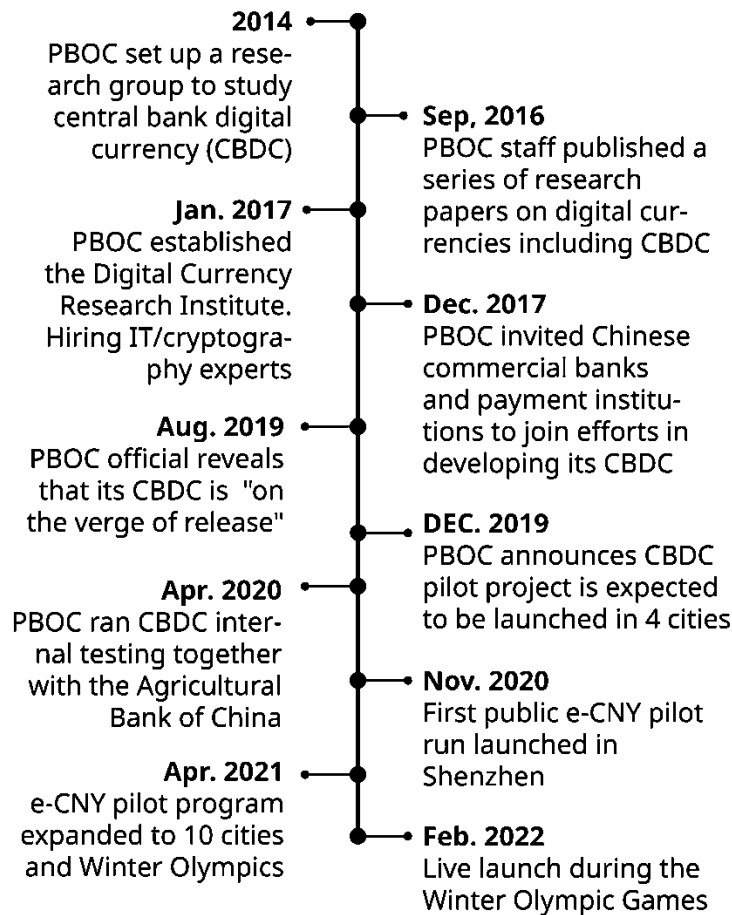 2014
PBOC set up a rese-
arch group to study
central bank digital
currency (CBDC)
Sep, 2016
PBOC staff published a
series of research
papers on digital cur-
rencies including CBDC
Jan. 2017
PBOC established
the Digital Currency
Research Institute.
Hiring IT/cryptogra-
phy experts
Dec. 2017
PBOC invited Chinese
commercial banks
and payment institu-
tions to join efforts in
developing its CBDC
Aug. 2019
PBOC official reveals
that its CBDC is "on
the verge of release"
DEC. 2019
PBOC announces CBDC
pilot project is expected
to be launched in 4 cities
Apr. 2020
PBOC ran CBDC inter-
nal testing together
with the Agricultural
Bank of China
Nov. 2020
First public e-CNY pilot
run launched in
Shenzhen
Apr. 2021
e-CNY pilot program
expanded to 10 cities
and Winter Olympics
Feb. 2022
Live launch during the
Winter Olympic Games